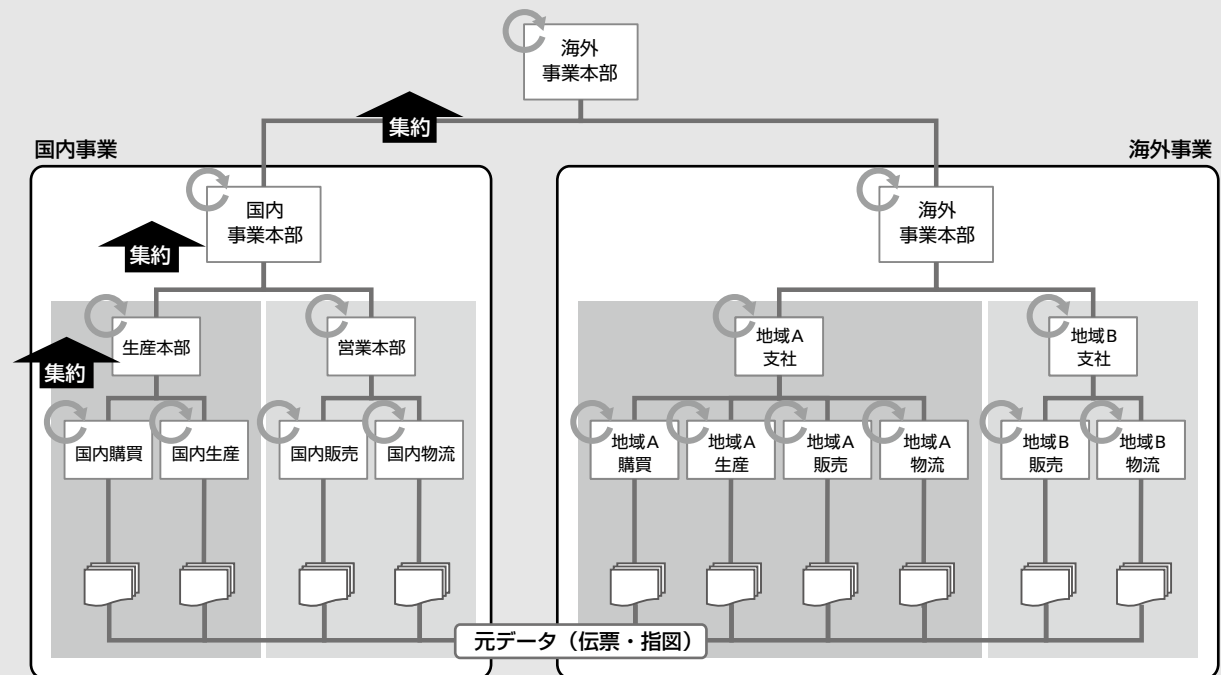 海外
事業本部
集約
国内事業
海外事業
国内
事業本部
海外
事業本部
集約
生産本部
営業本部
地域A
支社
地域B
支社
集約
国内購買
国内生産
国内販売
国内物流
地域A
購買
地域A
生産
地域A
販売
地域A
物流
地域B
販売
地域B
物流
元データ（伝票・指図）